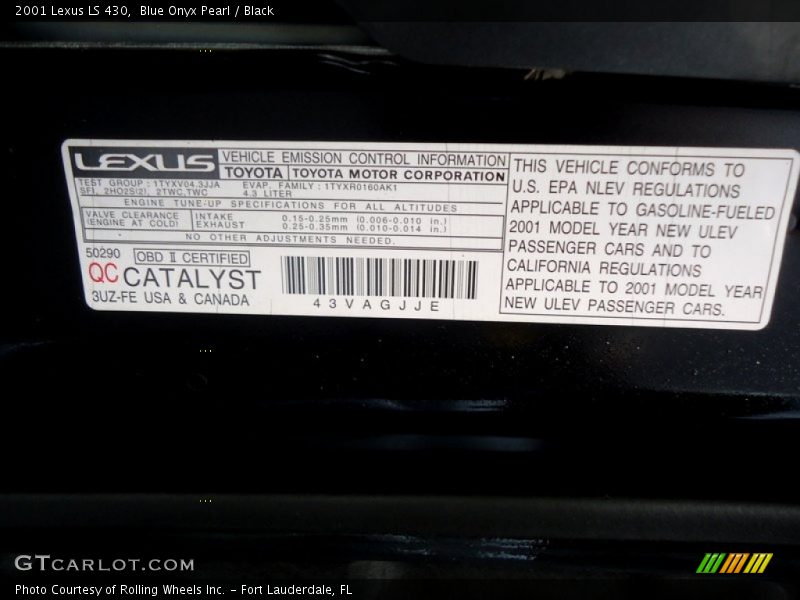 2001 Lexus LS 430, Blue Onyx Pearl / Black
LEXUS
VEHICLE EMISSION CONTROL INFORMATION
TOYOTA TOYOTA MOTOR CORPORATION
TEST GROUP : 1TYXV04.3JJA EVAP. FAMILY : 1TYXR0160AK1
SFI, 2HO2S(2), 2TWC,TWC 4.3 LITER
ENGINE TUNE-UP SPECIFICATIONS FOR ALL ALTITUDES
VALVE CLEARANCE INTAKE 0.15-0.25mm (0.006-0.010 in.)
(ENGINE AT COLD) EXHAUST 0.25-0.35mm (0.010-0.014 in.)
NO OTHER ADJUSTMENTS NEEDED.
50290 OBD II CERTIFIED
QC CATALYST
3UZ-FE USA & CANADA
43VAGJJE
THIS VEHICLE CONFORMS TO
U.S. EPA NLEV REGULATIONS
APPLICABLE TO GASOLINE-FUELED
2001 MODEL YEAR NEW ULEV
PASSENGER CARS AND TO
CALIFORNIA REGULATIONS
APPLICABLE TO 2001 MODEL YEAR
NEW ULEV PASSENGER CARS.
GTCARLOT.COM
Photo Courtesy of Rolling Wheels Inc. - Fort Lauderdale, FL